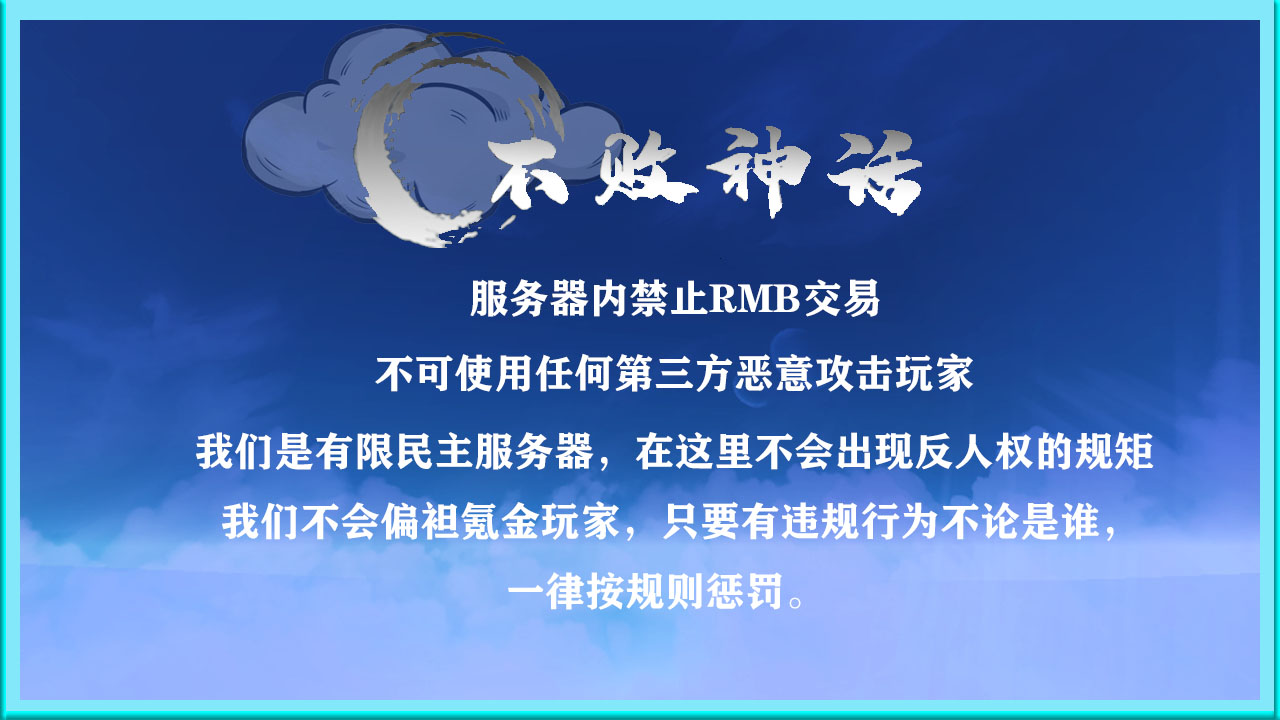 不败神话
服务器内禁止RMB交易
不可使用任何第三方恶意攻击玩家
我们是有限民主服务器，在这里不会出现反人权的规矩
我们不会偏袒氪金玩家，只要有违规行为不论是谁，
一律按规则惩罚。